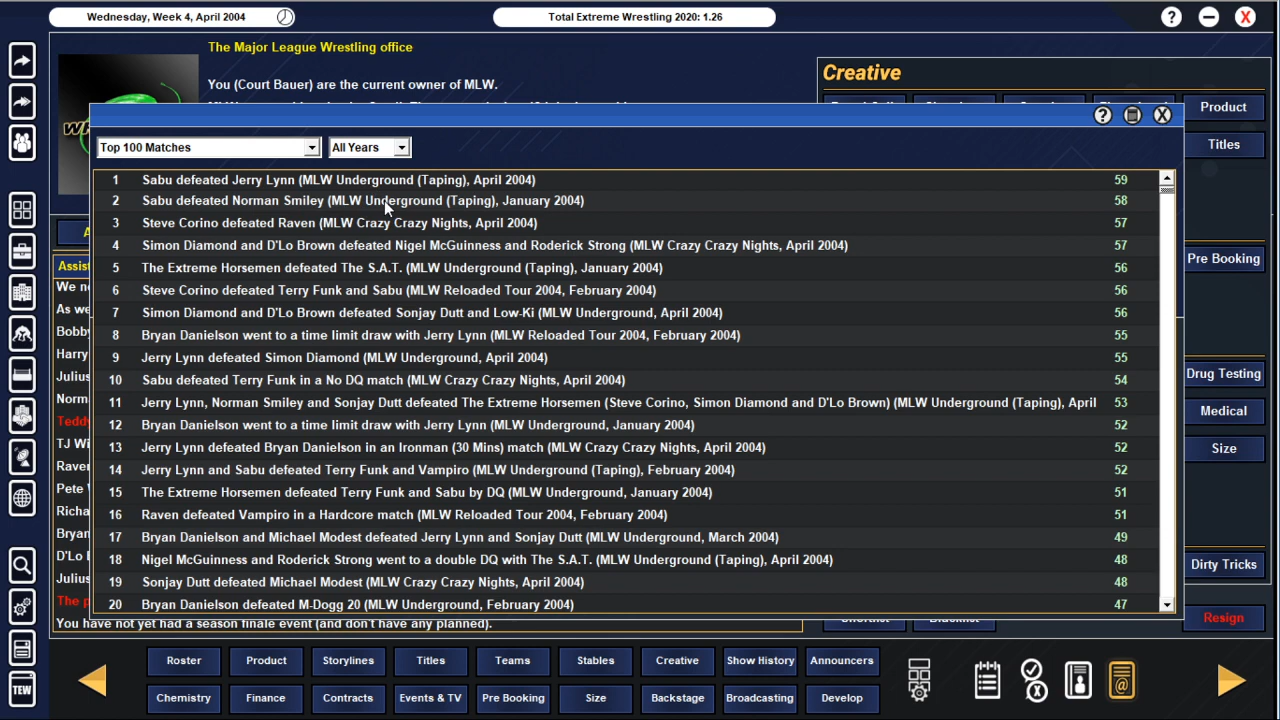 Wednesday, Week 4, April 2004
Total Extreme Wrestling 2020: 1.26
The Major League Wrestling office
You (Court Bauer) are the current owner of MLW.
Creative
Product
Titles
Top 100 Matches
All Years
1 Sabu defeated Jerry Lynn (MLW Underground (Taping), April 2004) 59
2 Sabu defeated Norman Smiley (MLW Underground (Taping), January 2004) 58
3 Steve Corino defeated Raven (MLW Crazy Crazy Nights, April 2004) 57
4 Simon Diamond and D'Lo Brown defeated Nigel McGuinness and Roderick Strong (MLW Crazy Crazy Nights, April 2004) 57
5 The Extreme Horsemen defeated The S.A.T. (MLW Underground (Taping), January 2004) 56
6 Steve Corino defeated Terry Funk and Sabu (MLW Reloaded Tour 2004, February 2004) 56
7 Simon Diamond and D'Lo Brown defeated Sonjay Dutt and Low-Ki (MLW Underground, April 2004) 56
8 Bryan Danielson went to a time limit draw with Jerry Lynn (MLW Reloaded Tour 2004, February 2004) 55
9 Jerry Lynn defeated Simon Diamond (MLW Underground, April 2004) 55
10 Sabu defeated Terry Funk in a No DQ match (MLW Crazy Crazy Nights, April 2004) 54
11 Jerry Lynn, Norman Smiley and Sonjay Dutt defeated The Extreme Horsemen (Steve Corino, Simon Diamond and D'Lo Brown) (MLW Underground (Taping), April 53
12 Bryan Danielson went to a time limit draw with Jerry Lynn (MLW Underground, January 2004) 52
13 Jerry Lynn defeated Bryan Danielson in an Ironman (30 Mins) match (MLW Crazy Crazy Nights, April 2004) 52
14 Jerry Lynn and Sabu defeated Terry Funk and Vampiro (MLW Underground (Taping), February 2004) 52
15 The Extreme Horsemen defeated Terry Funk and Sabu by DQ (MLW Underground, January 2004) 51
16 Raven defeated Vampiro in a Hardcore match (MLW Reloaded Tour 2004, February 2004) 51
17 Bryan Danielson and Michael Modest defeated Jerry Lynn and Sonjay Dutt (MLW Underground, March 2004) 49
18 Nigel McGuinness and Roderick Strong went to a double DQ with The S.A.T. (MLW Underground (Taping), April 2004) 48
19 Sonjay Dutt defeated Michael Modest (MLW Crazy Crazy Nights, April 2004) 48
20 Bryan Danielson defeated M-Dogg 20 (MLW Underground, February 2004) 47
Assist
We n
As we
Bobby
Harry
Julius
Norm
Teddy
TJ Wi
Raver
Pete
Richa
Bryan
D'Lo
Julius
The p
You have not yet had a season finale event (and don't have any planned).
Pre Booking
Drug Testing
Medical
Size
Dirty Tricks
Resign
Roster Product Storylines Titles Teams Stables Creative Show History Announcers
Chemistry Finance Contracts Events & TV Pre Booking Size Backstage Broadcasting Develop
TEW